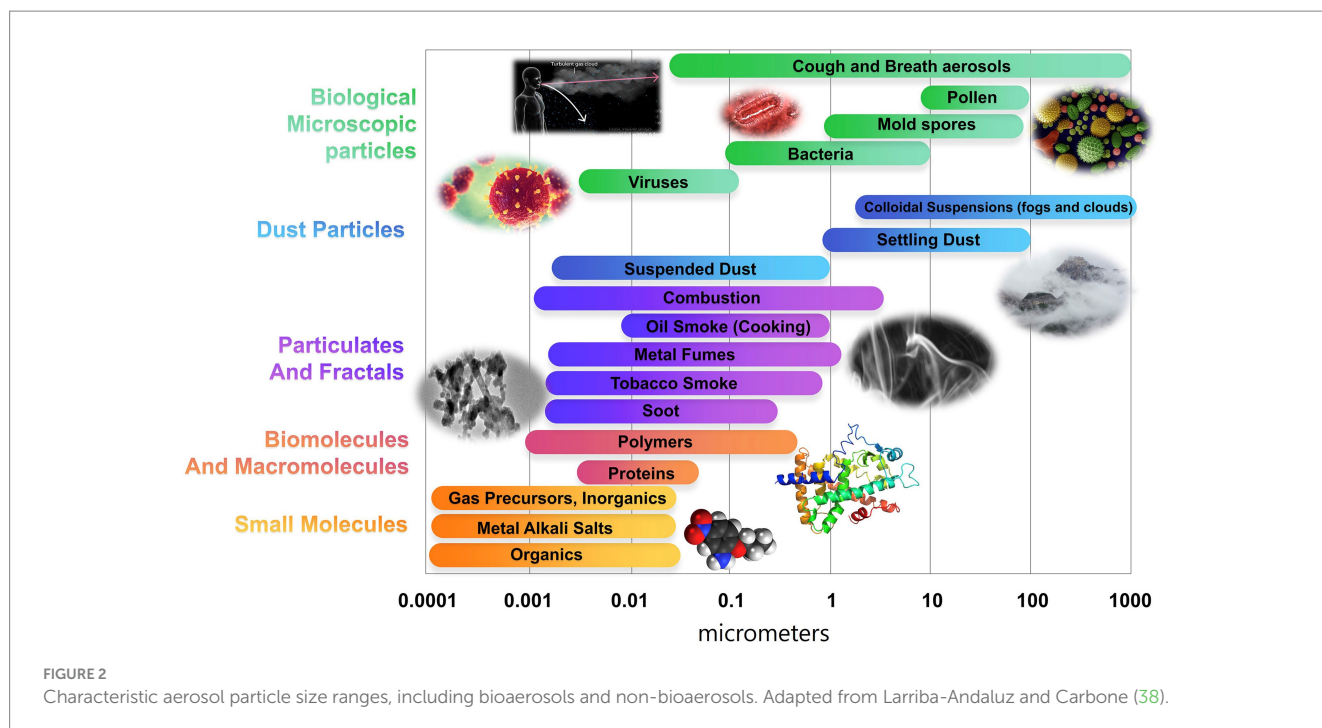 Turbulent gas cloud
Cough and Breath aerosols
Biological
Microscopic
particles
Pollen
Mold spores
Bacteria
Viruses
Colloidal Suspensions (fogs and clouds)
Dust Particles
Settling Dust
Suspended Dust
Combustion
Oil Smoke (Cooking)
Particulates
And Fractals
Metal Fumes
Tobacco Smoke
Soot
Biomolecules
And Macromolecules
Polymers
Proteins
Gas Precursors, Inorganics
Small Molecules
Metal Alkali Salts
Organics
0.0001 0.001 0.01 0.1 1 10 100 1000
micrometers
FIGURE 2
Characteristic aerosol particle size ranges, including bioaerosols and non-bioaerosols. Adapted from Larriba-Andaluz and Carbone (38).